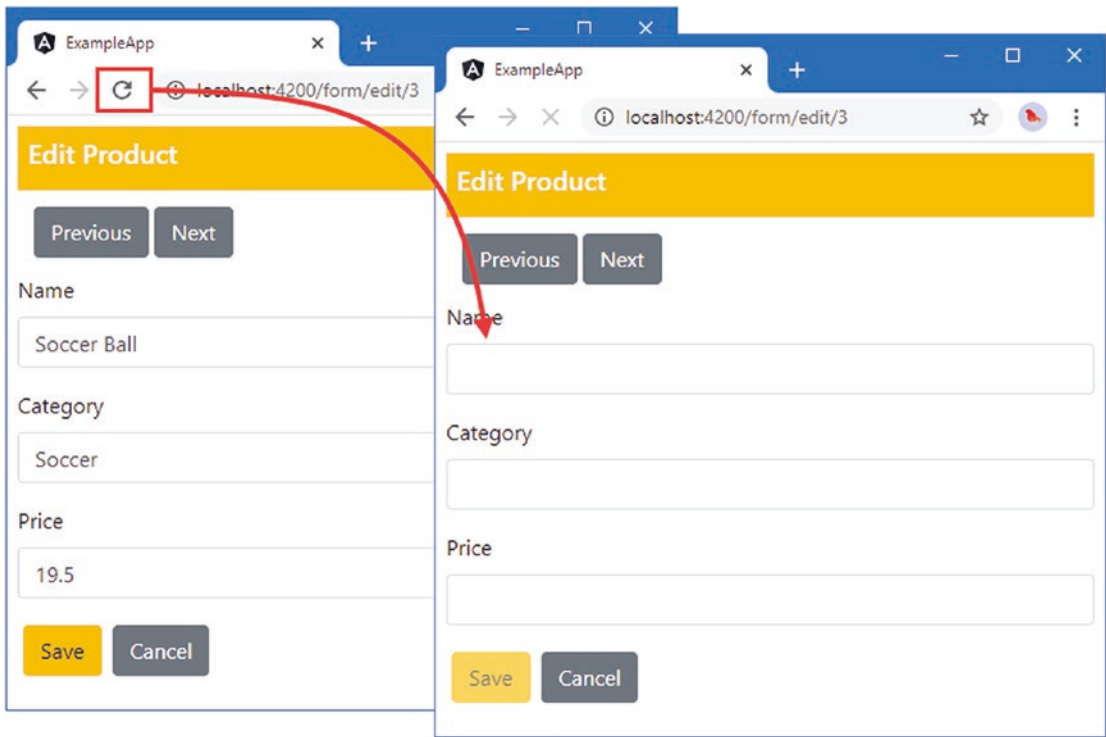 ExampleApp
localhost:4200/form/edit/3
Edit Product
Previous Next
Name
Soccer Ball
Category
Soccer
Price
19.5
Save Cancel
ExampleApp
localhost:4200/form/edit/3
Edit Product
Previous Next
Name
Category
Price
Save Cancel